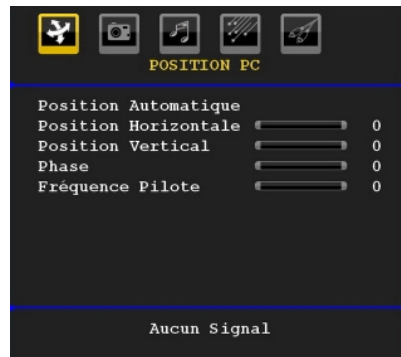 POSITION PC
Position Automatique
Position Horizontale 0
Position Vertical 0
Phase 0
Fréquence Pilote 0
Aucun Signal